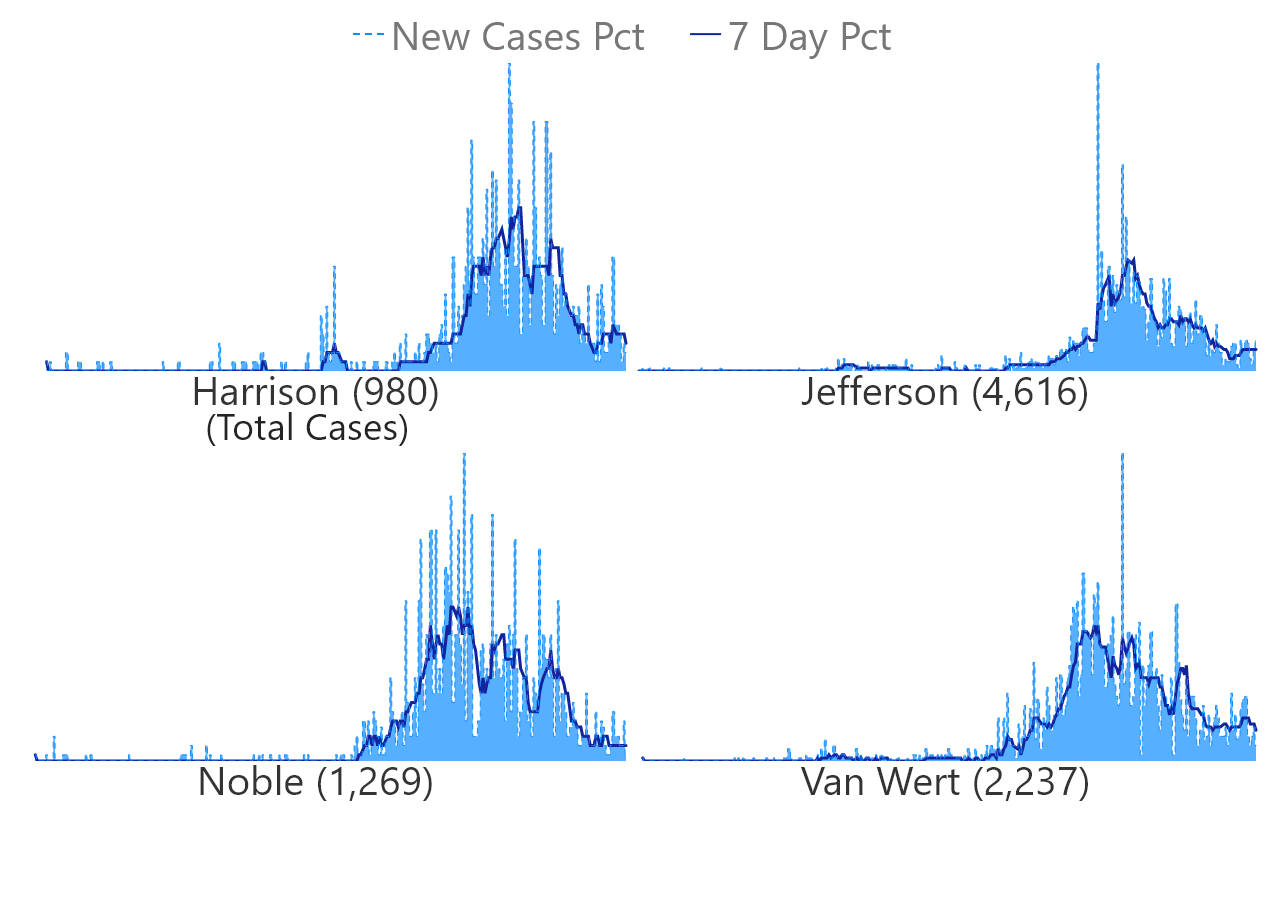 New Cases Pct 7 Day Pct
Harrison (980)
(Total Cases)
Jefferson (4,616)
Noble (1,269)
Van Wert (2,237)